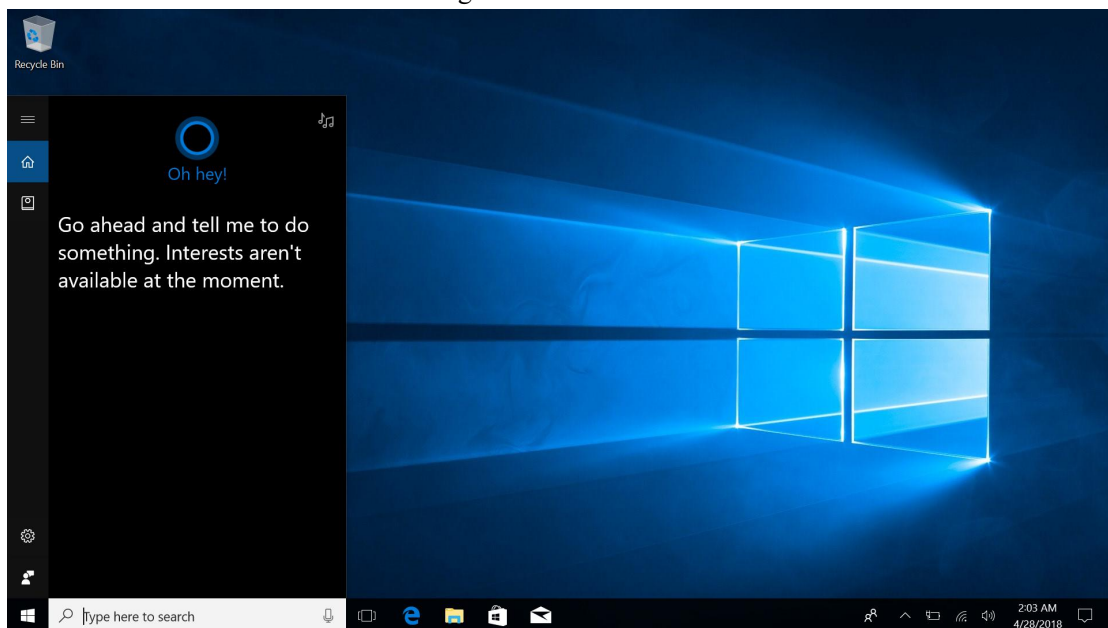 Recycle Bin
Oh hey!
Go ahead and tell me to do
something. Interests aren't
available at the moment.
Type here to search
2:03 AM
4/28/2018